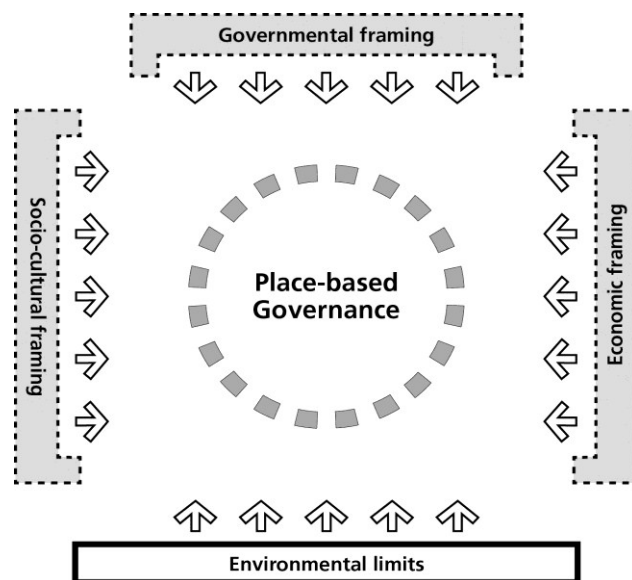 Governmental framing
Socio-cultural framing
Place-based
Governance
Economic framing
Environmental limits